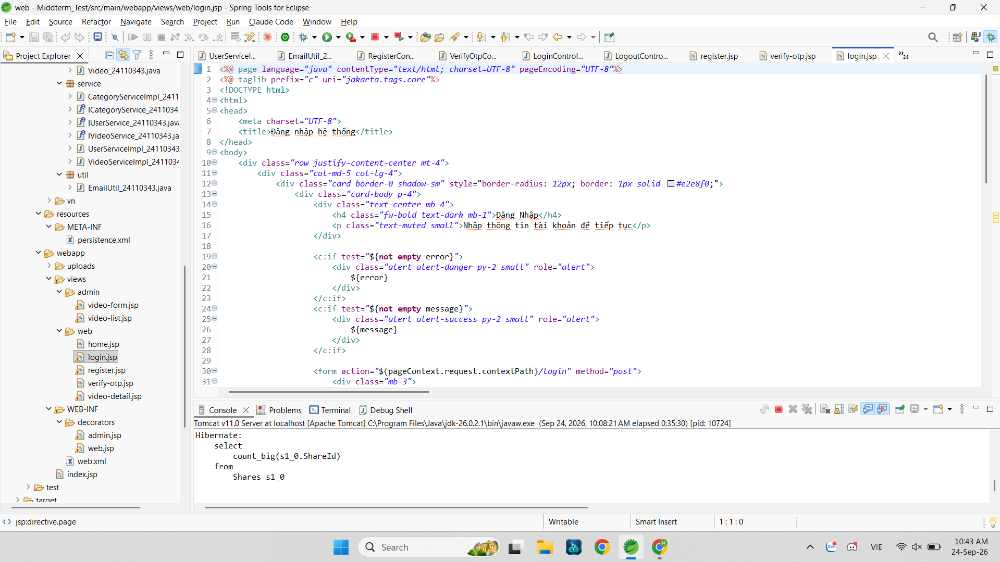 web - Middterm_Test/src/main/webapp/views/web/login.jsp - Spring Tools for Eclipse
File Edit Source Refactor Navigate Search Project Run Claude Code Window Help
Project Explorer
Video_24110343.java
service
CategoryServiceImpl_2411
ICategoryService_2411034
IUserService_24110343.java
IVideoService_24110343.ja
UserServiceImpl_24110343
VideoServiceImpl_2411034
util
EmailUtil_24110343.java
vn
resources
META-INF
persistence.xml
webapp
uploads
views
admin
video-form.jsp
video-list.jsp
web
home.jsp
login.jsp
register.jsp
verify-otp.jsp
video-detail.jsp
WEB-INF
decorators
admin.jsp
web.jsp
web.xml
index.jsp
test
target
UserServiceI... EmailUtil_2... RegisterCon... VerifyOtpCo... LoginControl... LogoutContro... register.jsp verify-otp.jsp login.jsp »24
1 <%@ page language="java" contentType="text/html; charset=UTF-8" pageEncoding="UTF-8"%>
2 <%@ taglib prefix="c" uri="jakarta.tags.core"%>
3 <!DOCTYPE html>
4 <html>
5 <head>
6 <meta charset="UTF-8">
7 <title>Đăng nhập hệ thống</title>
8 </head>
9 <body>
10 <div class="row justify-content-center mt-4">
11 <div class="col-md-5 col-lg-4">
12 <div class="card border-0 shadow-sm" style="border-radius: 12px; border: 1px solid #e2e8f0;">
13 <div class="card-body p-4">
14 <div class="text-center mb-4">
15 <h4 class="fw-bold text-dark mb-1">Đăng Nhập</h4>
16 <p class="text-muted small">Nhập thông tin tài khoản để tiếp tục</p>
17 </div>
18
19 <c:if test="${not empty error}">
20 <div class="alert alert-danger py-2 small" role="alert">
21 ${error}
22 </div>
23 </c:if>
24 <c:if test="${not empty message}">
25 <div class="alert alert-success py-2 small" role="alert">
26 ${message}
27 </div>
28 </c:if>
29
30 <form action="${pageContext.request.contextPath}/login" method="post">
31 <div class="mb-3">
Console Problems Terminal Debug Shell
Tomcat v11.0 Server at localhost [Apache Tomcat] C:\Program Files\Java\jdk-26.0.2.1\bin\javaw.exe (Sep 24, 2026, 10:08:21 AM elapsed 0:35:30) [pid: 10724]
Hibernate:
select
count_big(s1_0.ShareId)
from
Shares s1_0
jsp:directive.page Writable Smart Insert 1 : 1 : 0
Search
VIE
10:43 AM
24-Sep-26